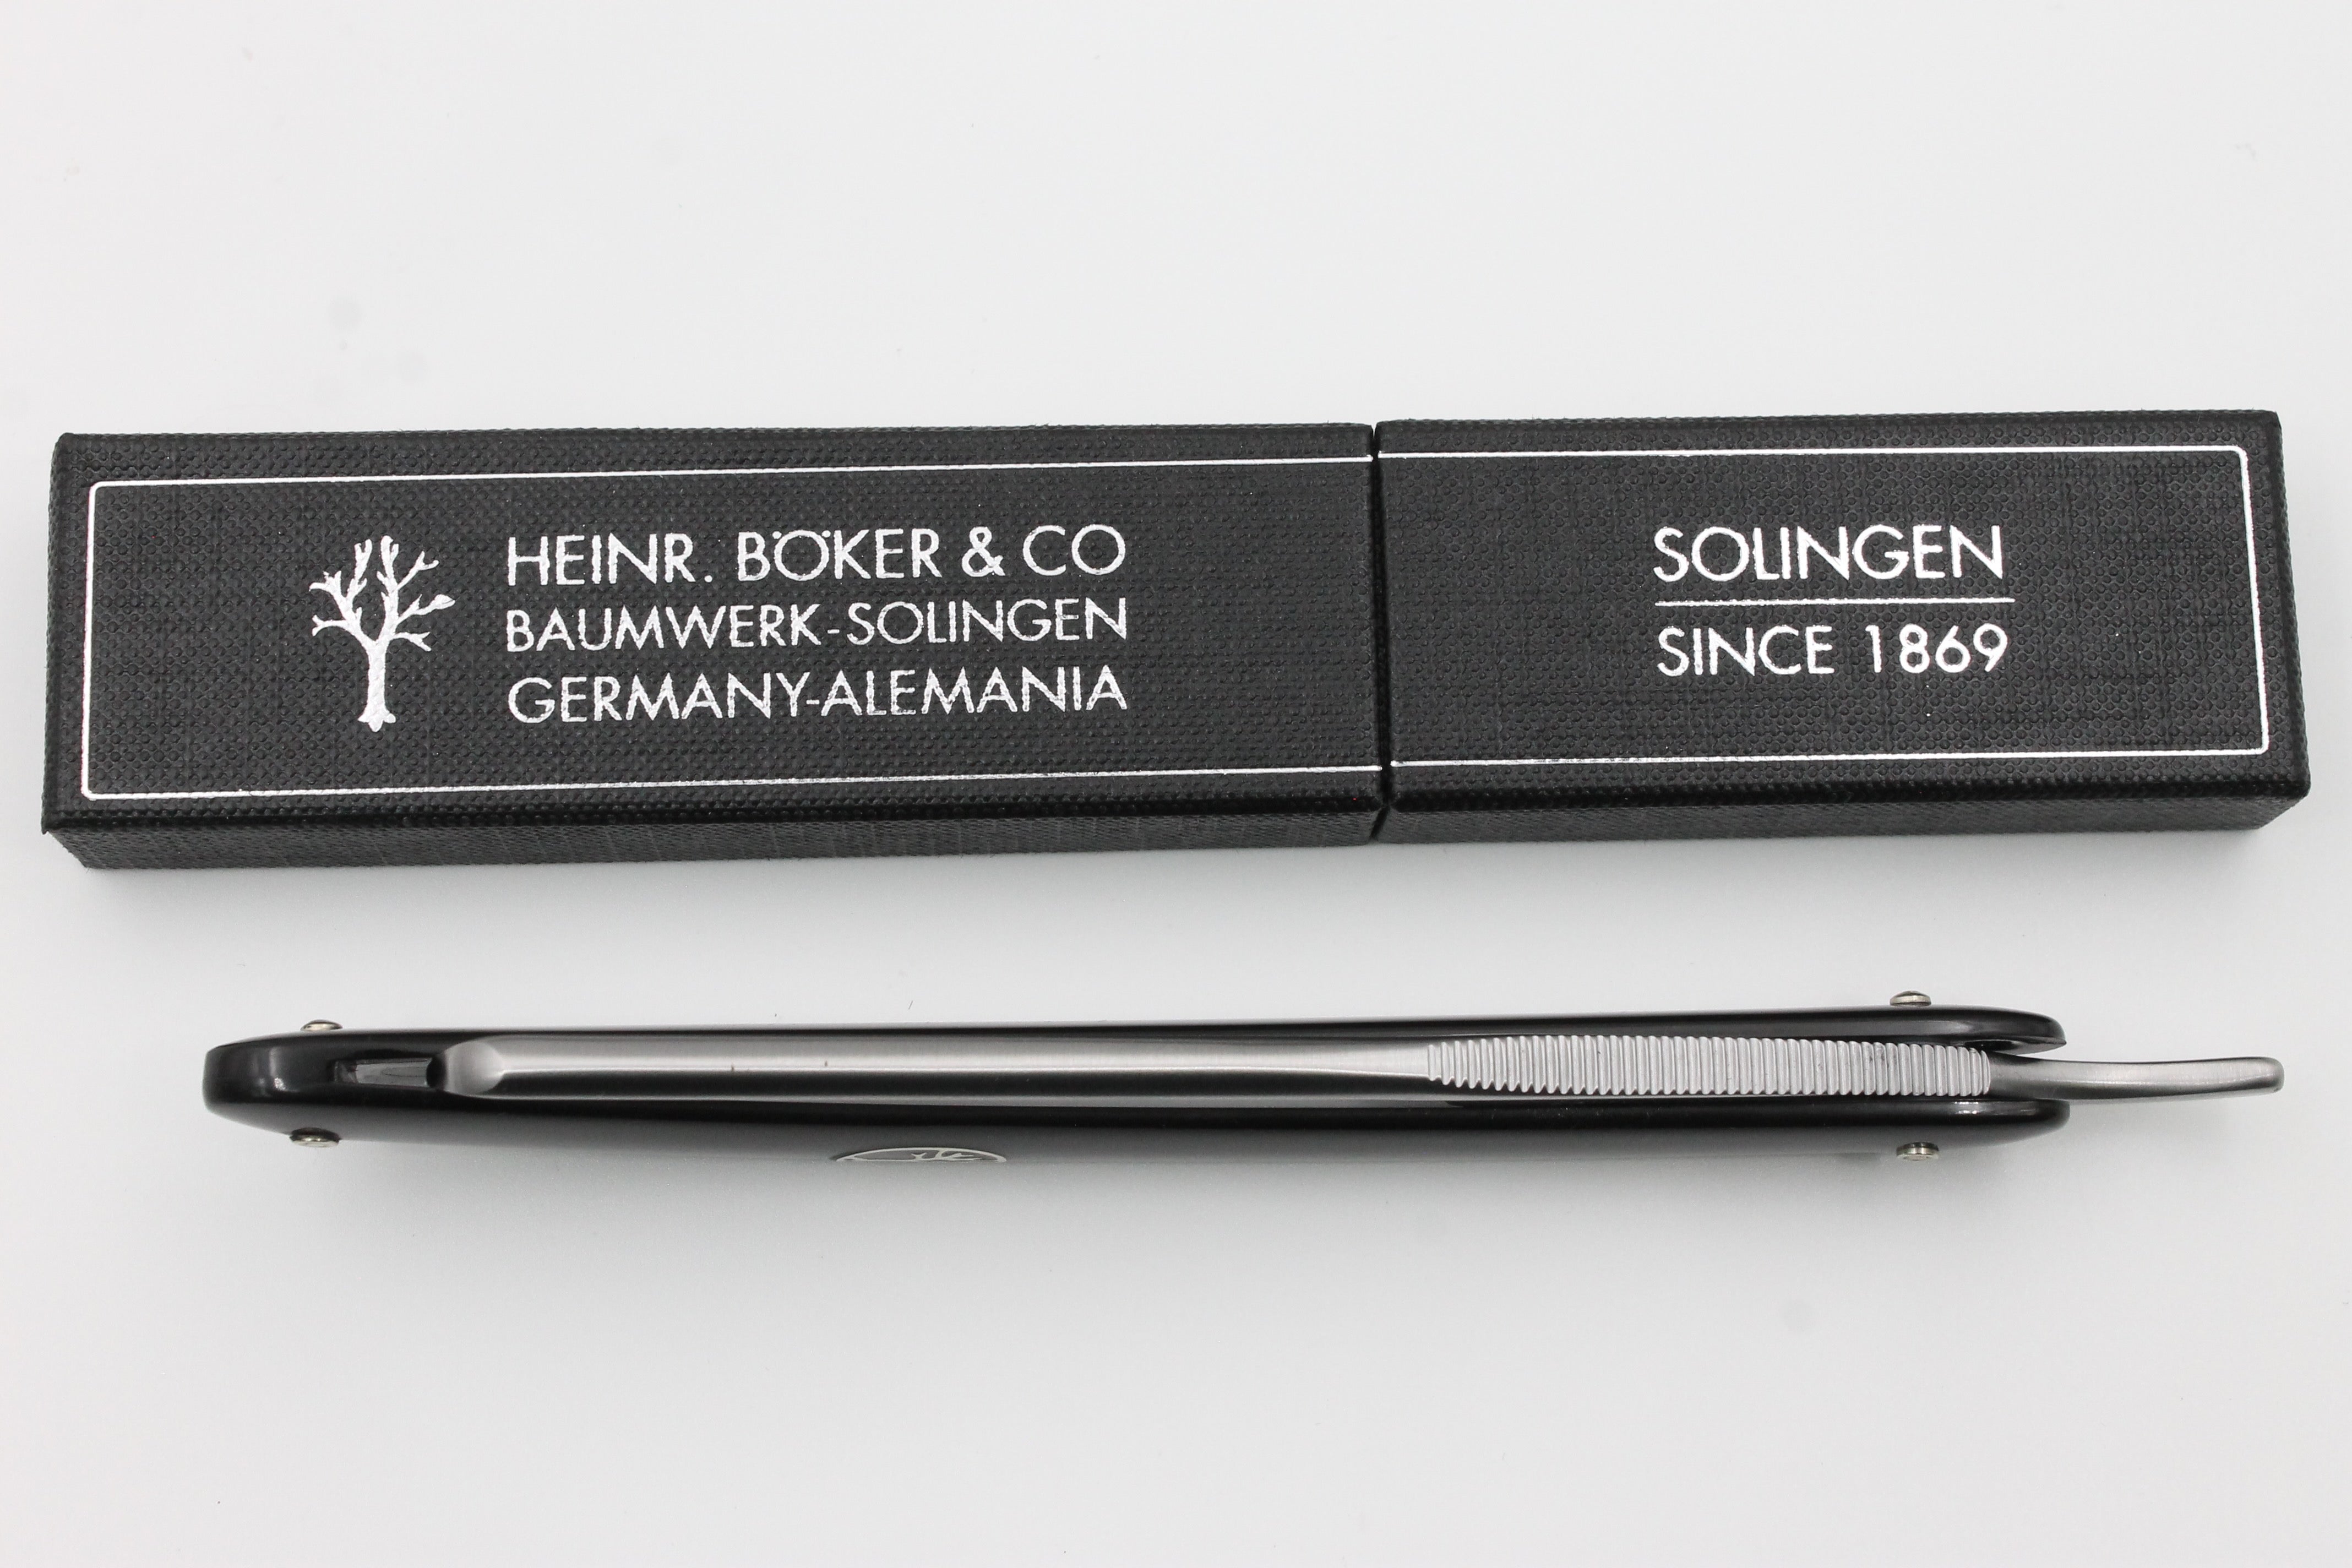 HEINR. BÖKER & CO
BAUMWERK-SOLINGEN
GERMANY-ALEMANIA
SOLINGEN
SINCE 1869